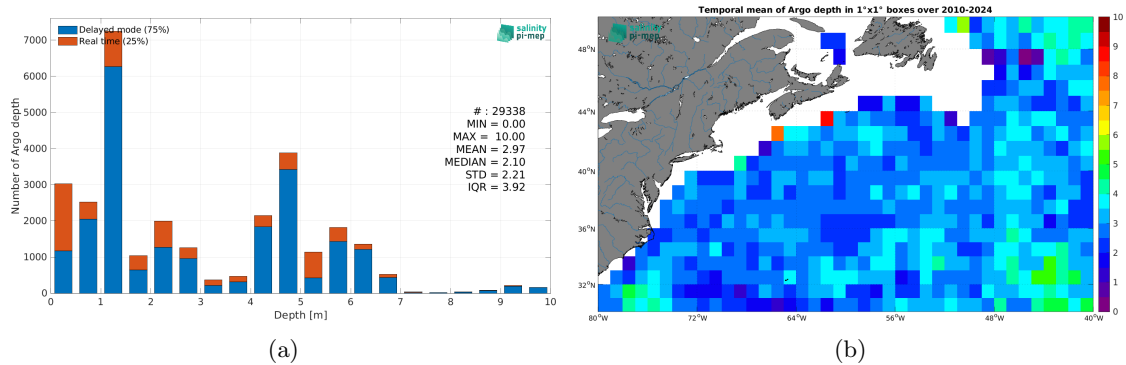 Delayed mode (75%)
Real time (25%)
salinity
pi-mep
7000
6000
5000
4000
3000
2000
1000
0
Number of Argo depth
# : 29338
MIN = 0.00
MAX = 10.00
MEAN = 2.97
MEDIAN = 2.10
STD = 2.21
IQR = 3.92
0 1 2 3 4 5 6 7 8 9 10
Depth [m]
(a)
Temporal mean of Argo depth in 1°x1° boxes over 2010-2024
salinity
pi-mep
48°N
44°N
40°N
36°N
32°N
80°W 72°W 64°W 56°W 48°W 40°W
10
9
8
7
6
5
4
3
2
1
0
(b)